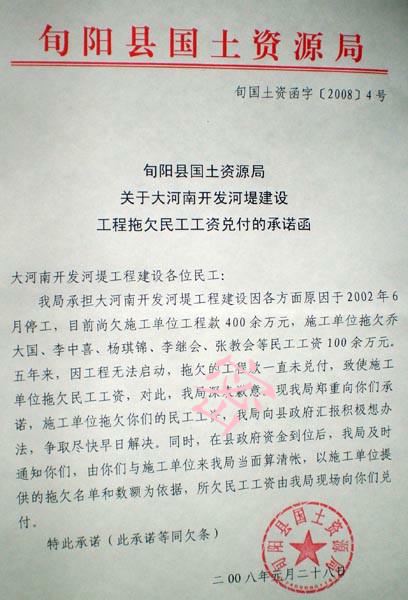 旬阳县国土资源局
旬国土资函字〔2008〕4号
旬阳县国土资源局
关于大河南开发河堤建设
工程拖欠民工工资兑付的承诺函
大河南开发河堤工程建设各位民工:
我局承担大河南开发河堤工程建设因各方面原因于2002年6
月停工,目前尚欠施工单位工程款400余万元,施工单位拖欠乔
大国、李中喜、杨琪锦、李继会、张教会等民工工资100余万元。
五年来,因工程无法启动,拖欠的工程款一直未兑付,致使施工
单位拖欠民工工资,对此,我局深表歉意。现我局郑重向你们承
诺,施工单位拖欠你们的民工工资,我局向县政府汇报积极想办
法,争取尽快早日解决。同时,在县政府资金到位后,我局及时
通知你们,由你们与施工单位来我局当面算清帐,以施工单位提
供的拖欠名单和数额为依据,所欠民工工资由我局现场向你们兑
付。
特此承诺(此承诺等同欠条)
旬阳县国土资源局
二00八年元月二十八日